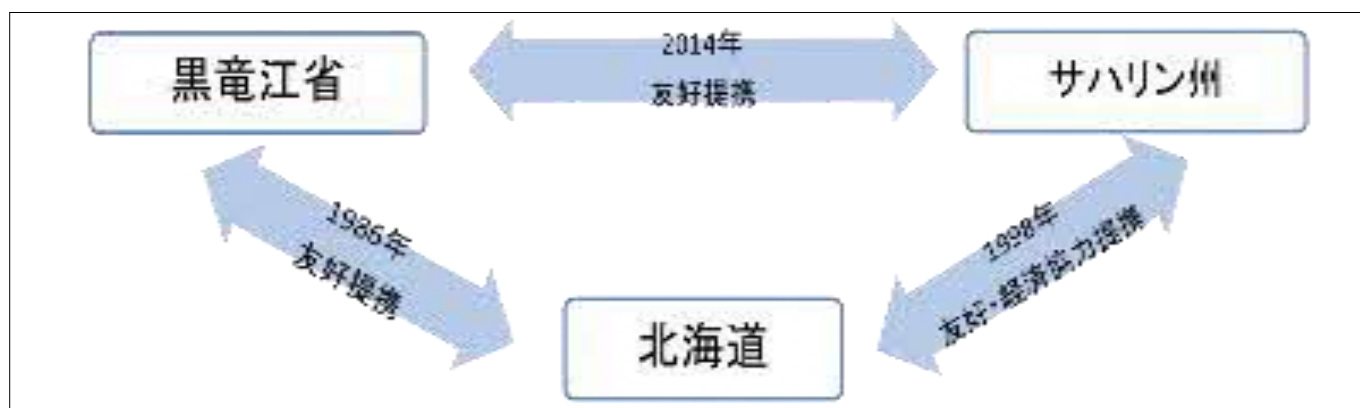 黒竜江省
2014年
友好提携
サハリン州
1986年
友好提携
1998年
友好・経済協力提携
北海道